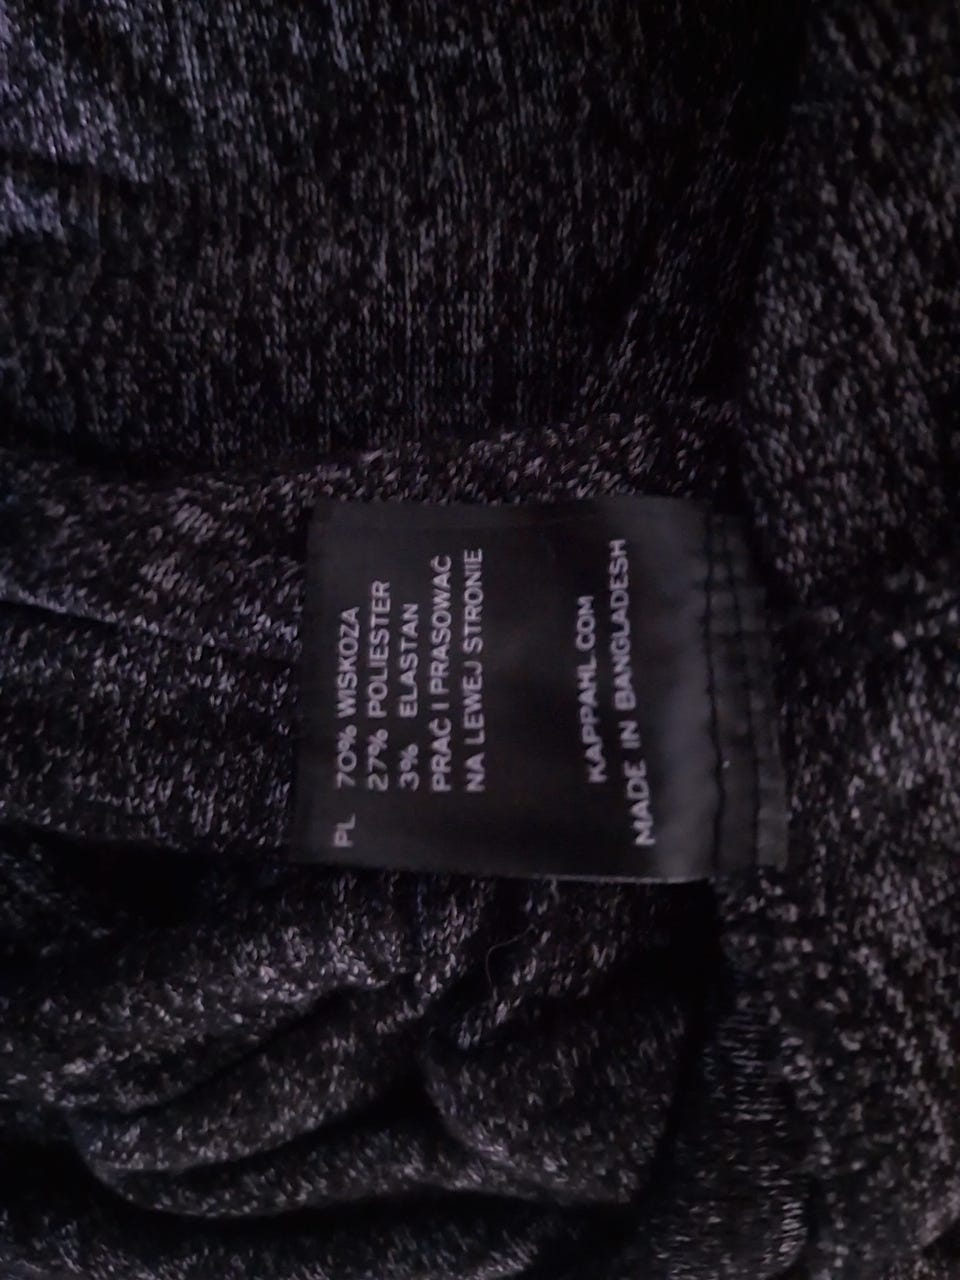 PL 70% WISKOZA
27% POLIESTER
3% ELASTAN
PRAĆ I PRASOWAĆ
NA LEWEJ STRONIE
KAPPAHL.COM
MADE IN BANGLADESH